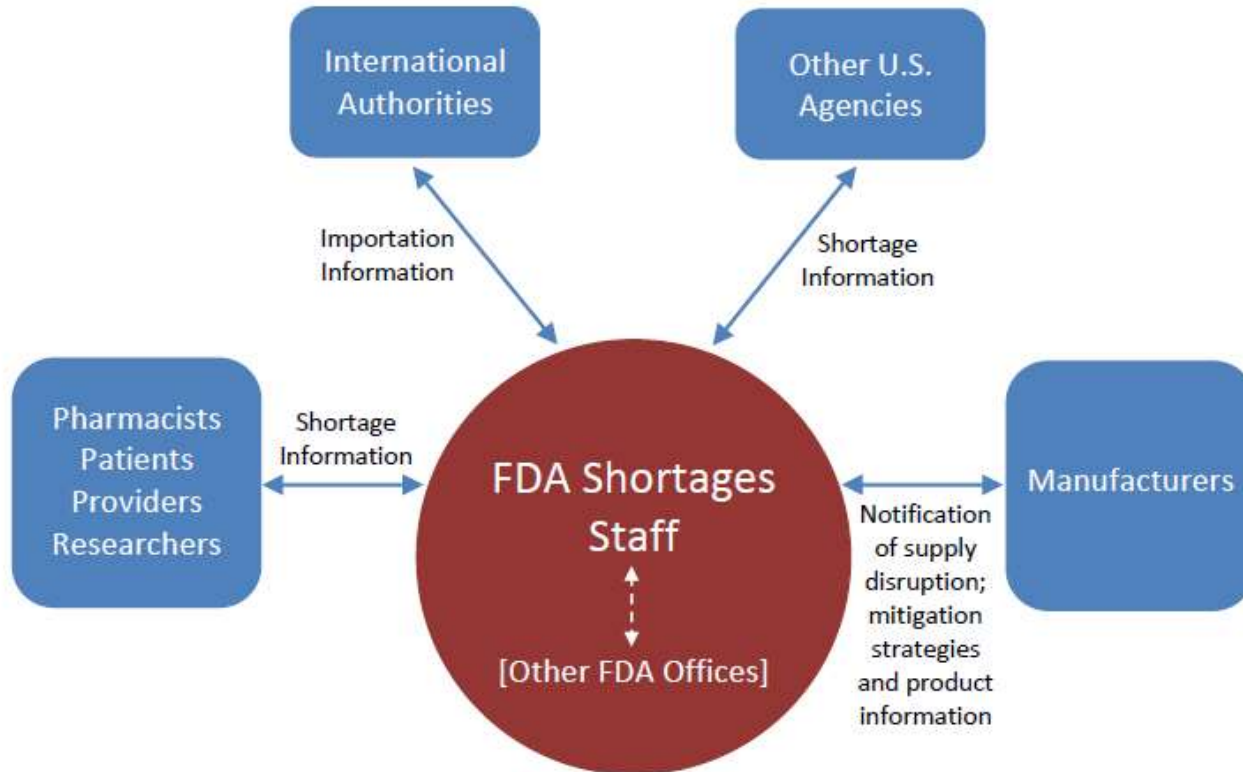 International
Authorities
Other U.S.
Agencies
Importation
Information
Shortage
Information
Pharmacists
Patients
Providers
Researchers
Shortage
Information
FDA Shortages
Staff
[Other FDA Offices]
Manufacturers
Notification
of supply
disruption;
mitigation
strategies
and product
information